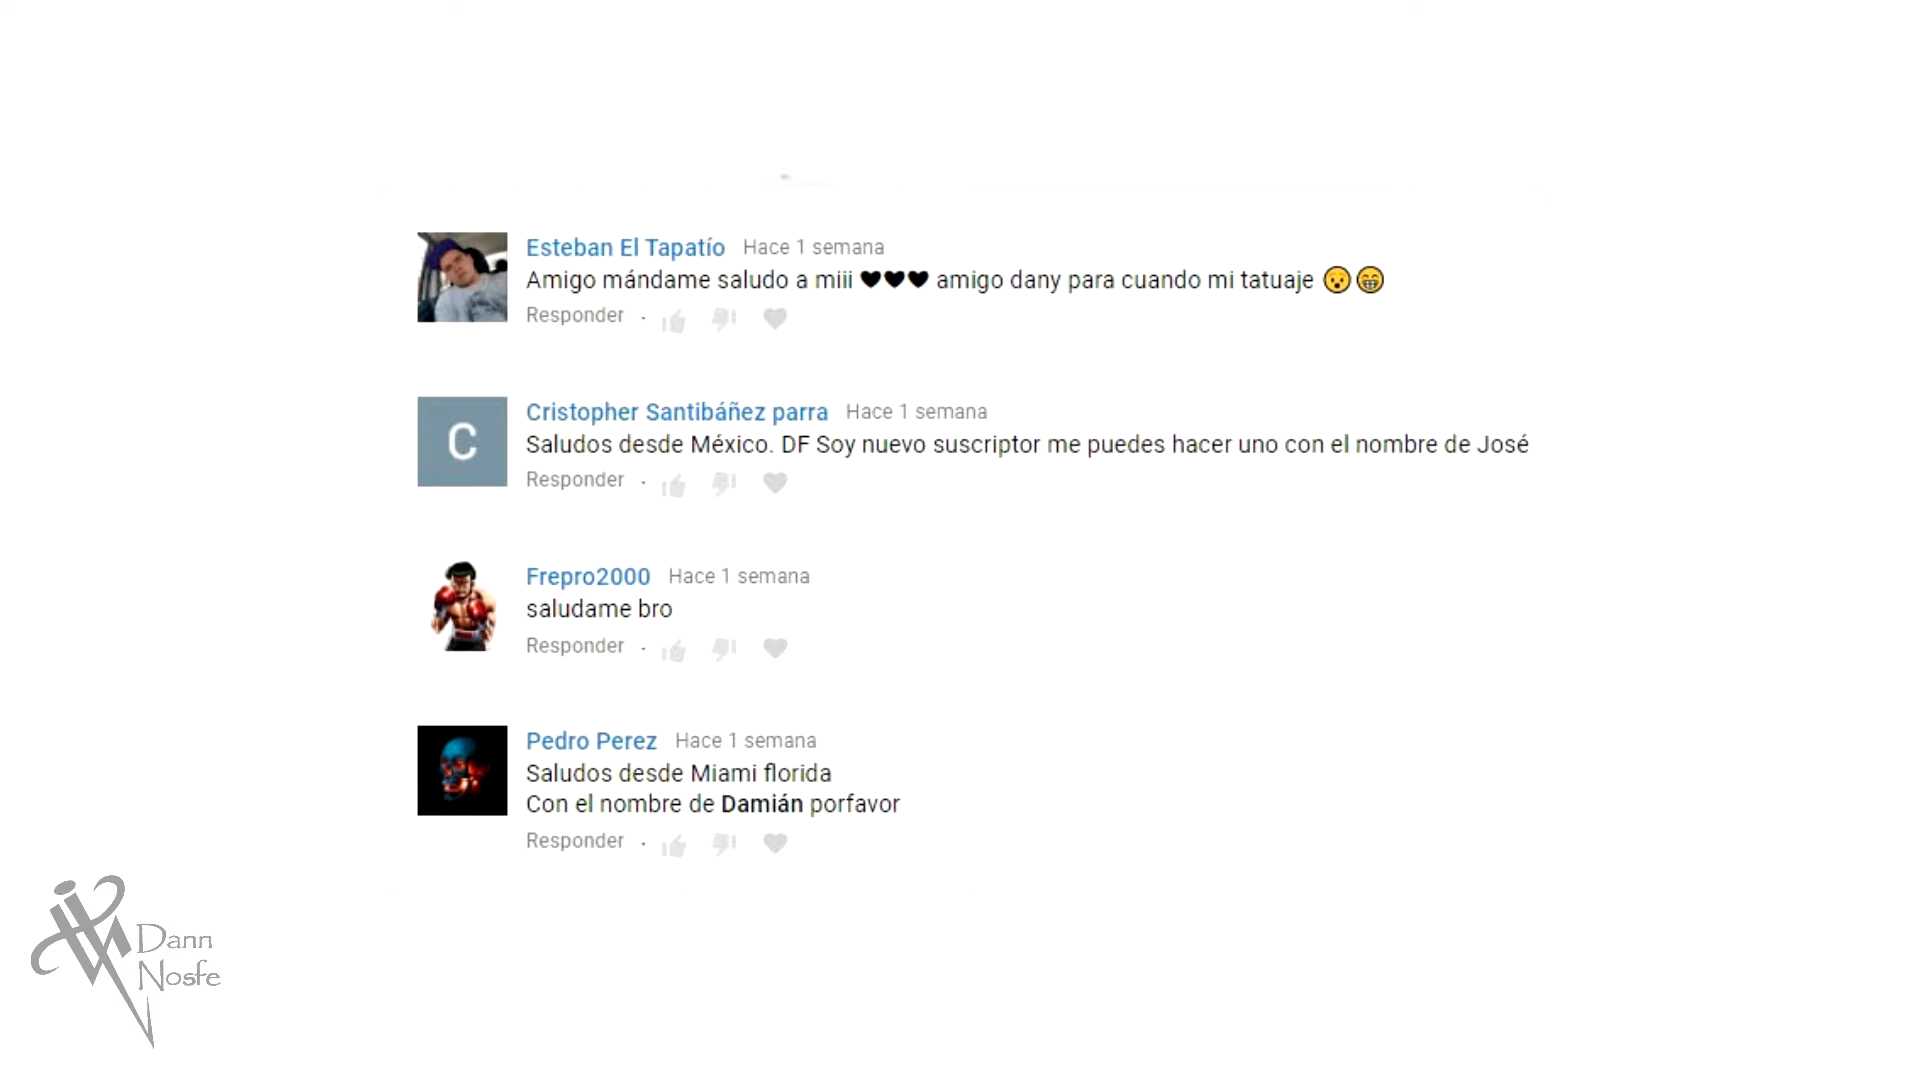 Esteban El Tapatío Hace 1 semana
Amigo mándame saludo a miii 🖤🖤🖤 amigo dany para cuando mi tatuaje 😮😁
Responder ·
C
Cristopher Santibáñez parra Hace 1 semana
Saludos desde México. DF Soy nuevo suscriptor me puedes hacer uno con el nombre de José
Responder ·
Frepro2000 Hace 1 semana
saludame bro
Responder ·
Pedro Perez Hace 1 semana
Saludos desde Miami florida
Con el nombre de Damián porfavor
Responder ·
Dann
Nosfe